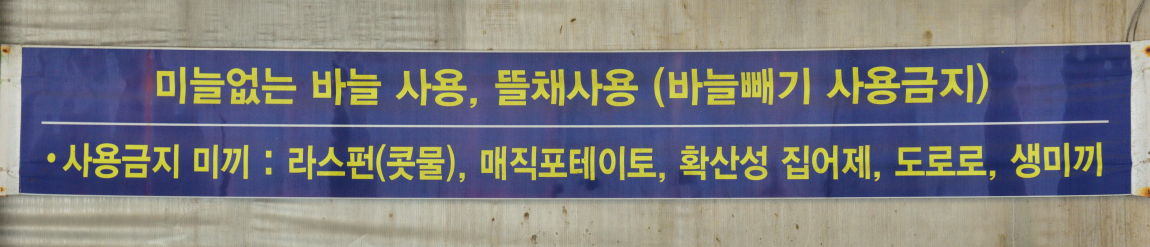 미늘없는 바늘 사용, 뜰채사용 (바늘빼기 사용금지)
• 사용금지 미끼 : 라스펀(콧물), 매직포테이토, 확산성 집어제, 도로로, 생미끼